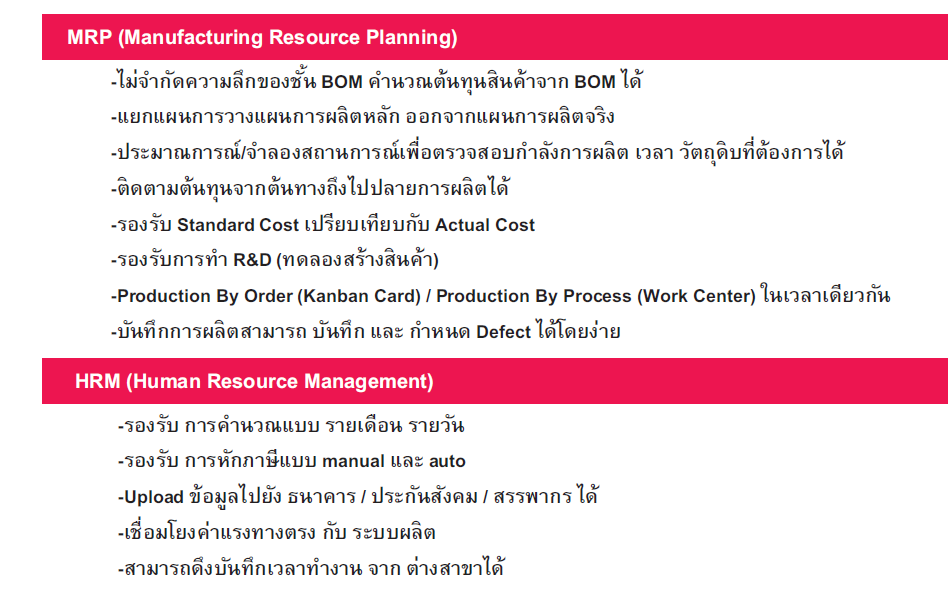 MRP (Manufacturing Resource Planning)
-ไม่จำกัดความลึกของชั้น BOM คำนวณต้นทุนสินค้าจาก BOM ได้
-แยกแผนการวางแผนการผลิตหลัก ออกจากแผนการผลิตจริง
-ประมาณการณ์/จำลองสถานการณ์เพื่อตรวจสอบกำลังการผลิต เวลา วัตถุดิบที่ต้องการได้
-ติดตามต้นทุนจากต้นทางถึงไปปลายการผลิตได้
-รองรับ Standard Cost เปรียบเทียบกับ Actual Cost
-รองรับการทำ R&D (ทดลองสร้างสินค้า)
-Production By Order (Kanban Card) / Production By Process (Work Center) ในเวลาเดียวกัน
-บันทึกการผลิตสามารถ บันทึก และ กำหนด Defect ได้โดยง่าย
HRM (Human Resource Management)
-รองรับ การคำนวณแบบ รายเดือน รายวัน
-รองรับ การหักภาษีแบบ manual และ auto
-Upload ข้อมูลไปยัง ธนาคาร / ประกันสังคม / สรรพากร ได้
-เชื่อมโยงค่าแรงทางตรง กับ ระบบผลิต
-สามารถดึงบันทึกเวลาทำงาน จาก ต่างสาขาได้